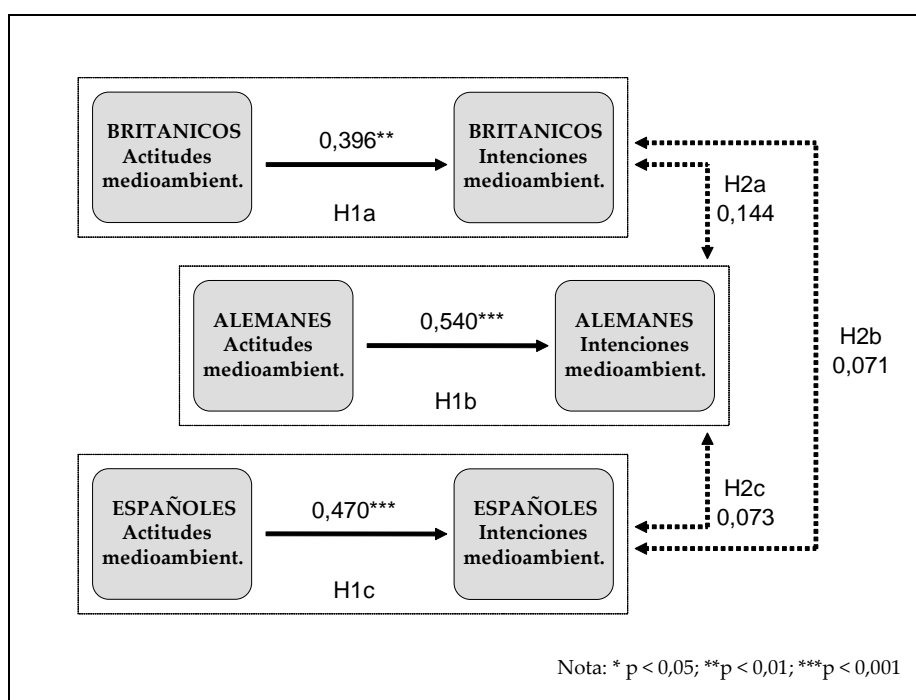 BRITANICOS
Actitudes
medioambient.
0,396**
H1a
BRITANICOS
Intenciones
medioambient.
H2a
0,144
ALEMANES
Actitudes
medioambient.
0,540***
H1b
ALEMANES
Intenciones
medioambient.
H2b
0,071
ESPAÑOLES
Actitudes
medioambient.
0,470***
H1c
ESPAÑOLES
Intenciones
medioambient.
H2c
0,073
Nota: * p < 0,05; **p < 0,01; ***p < 0,001